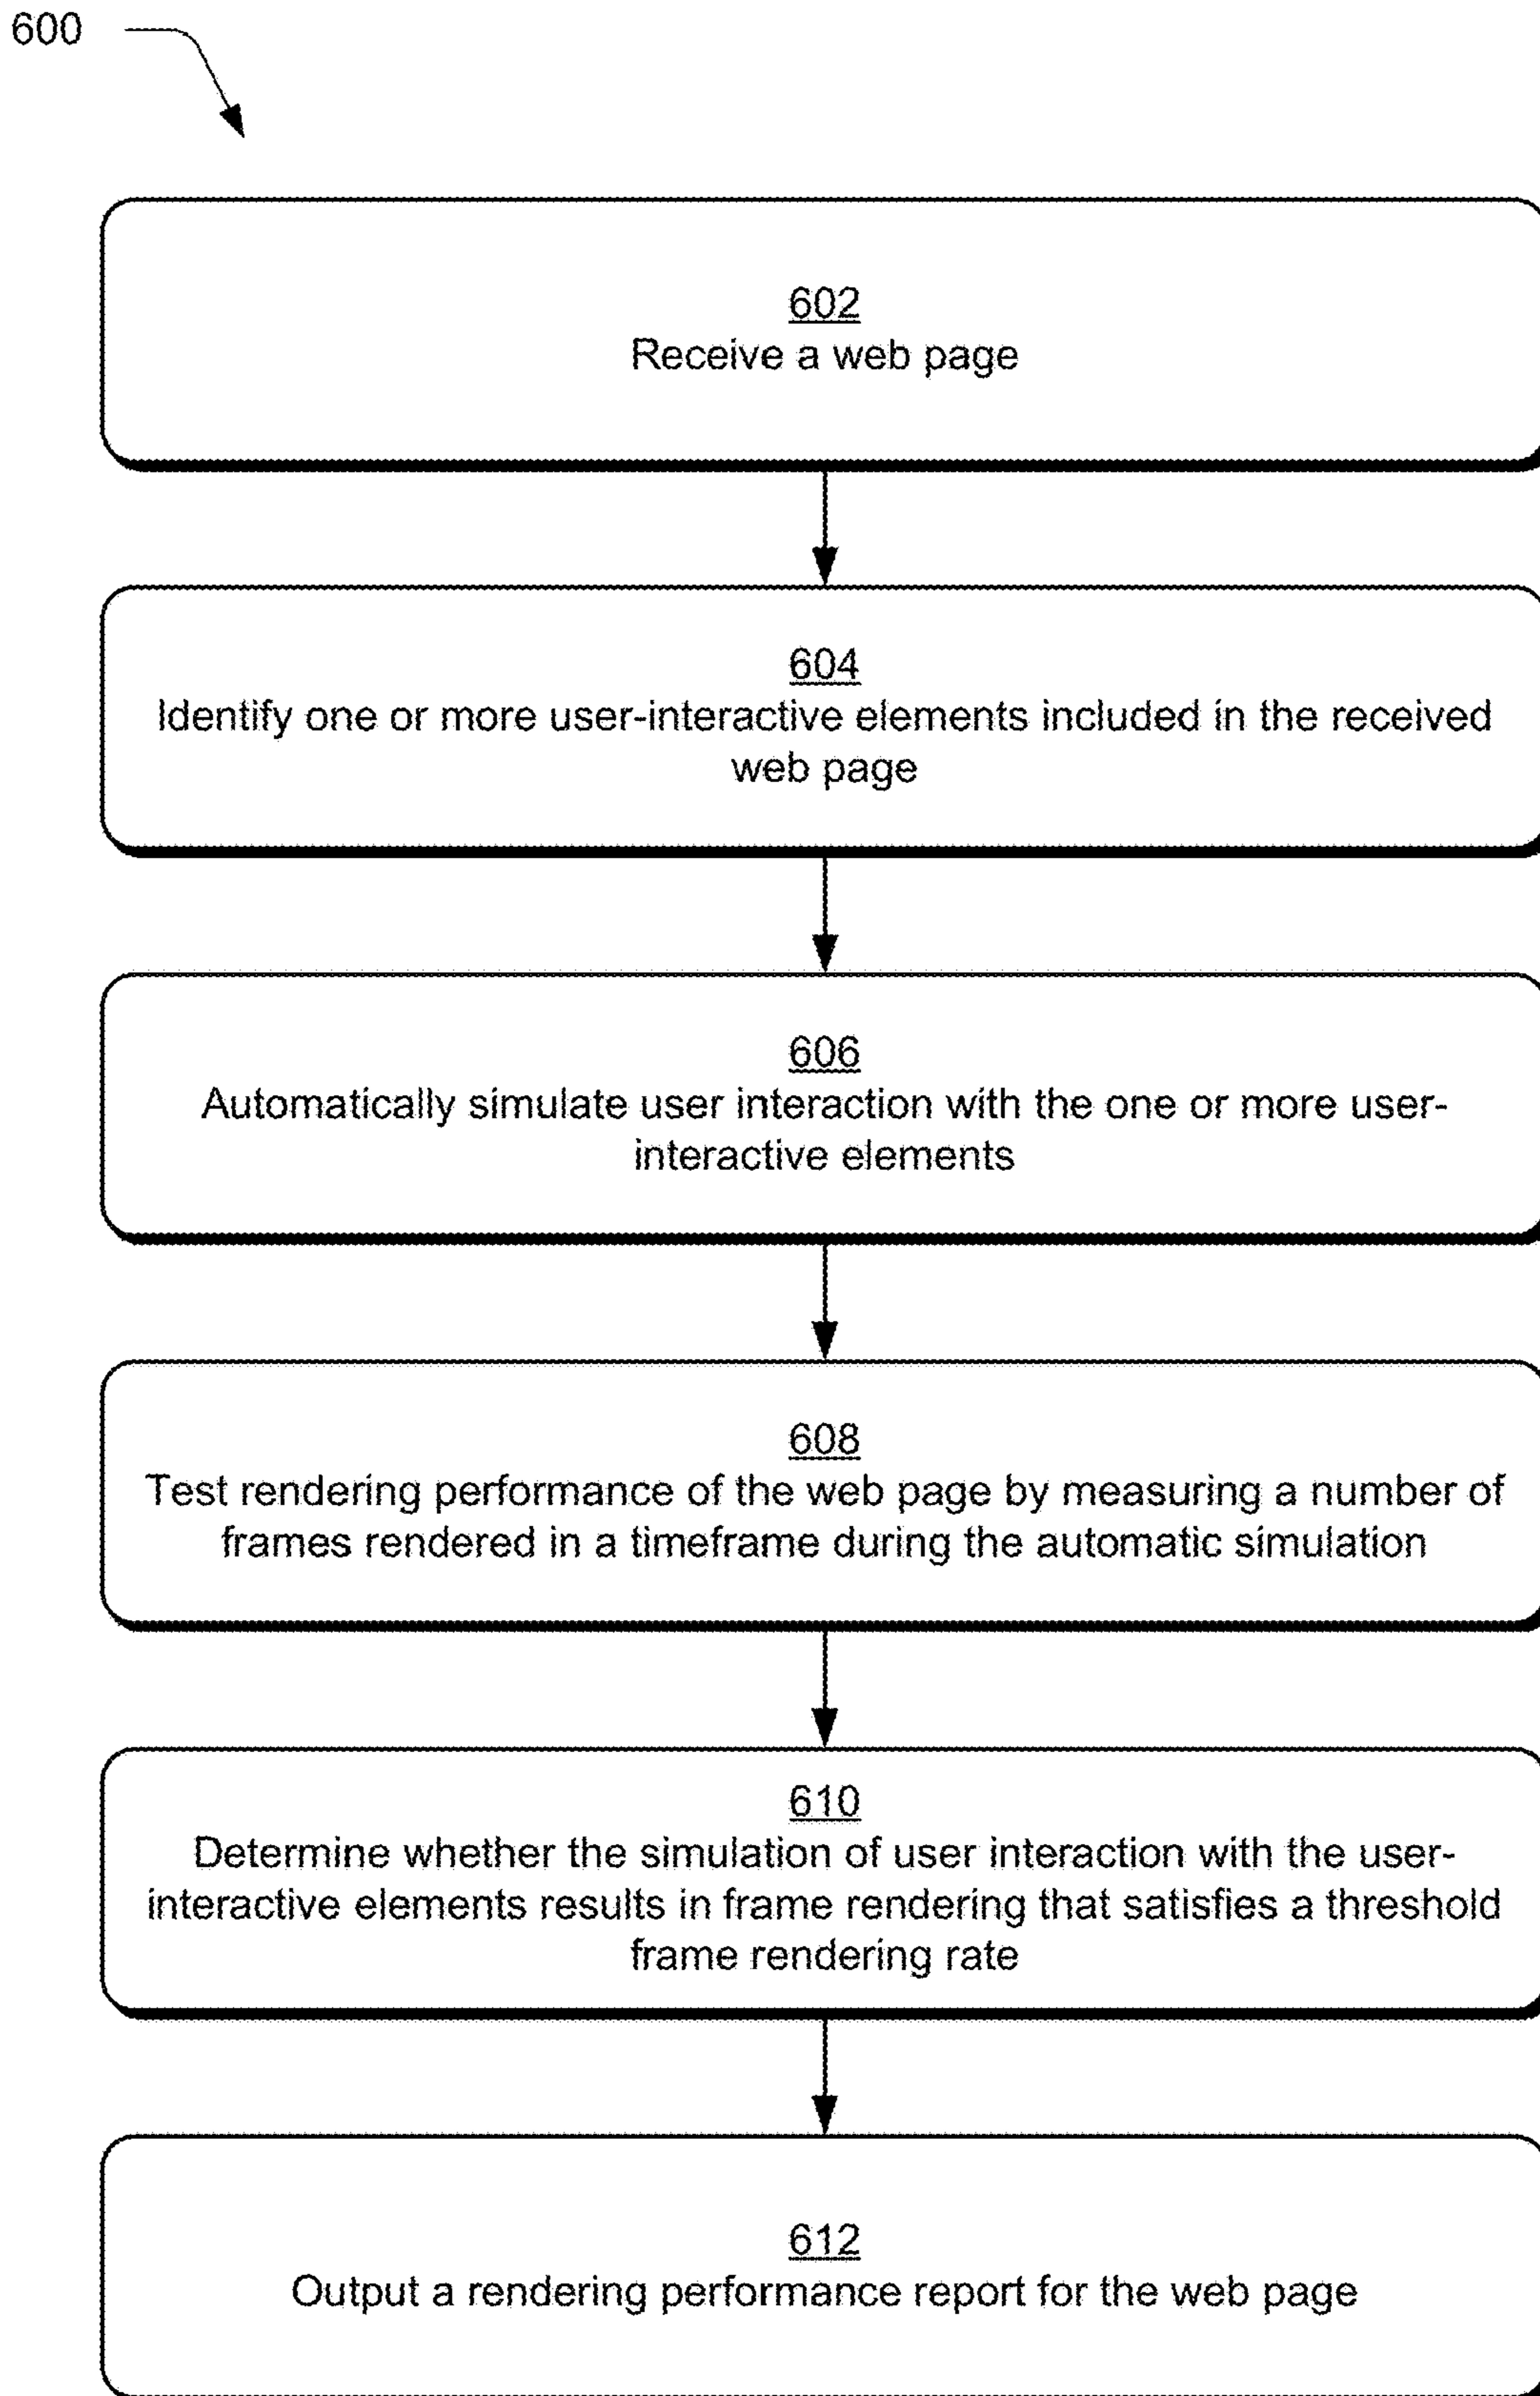 600
602
Receive a web page
604
Identify one or more user-interactive elements included in the received
web page
606
Automatically simulate user interaction with the one or more user-
interactive elements
608
Test rendering performance of the web page by measuring a number of
frames rendered in a timeframe during the automatic simulation
610
Determine whether the simulation of user interaction with the user-
interactive elements results in frame rendering that satisfies a threshold
frame rendering rate
612
Output a rendering performance report for the web page